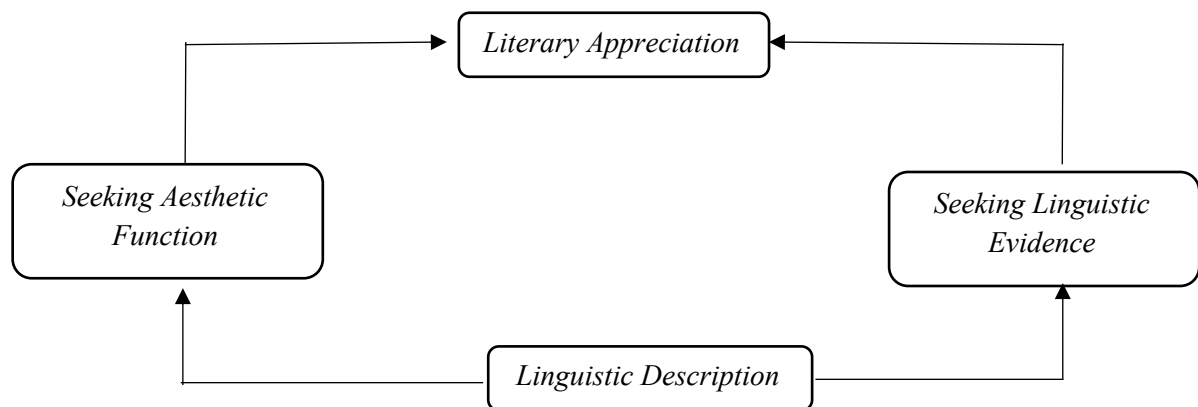 Literary Appreciation
Seeking Aesthetic
Function
Seeking Linguistic
Evidence
Linguistic Description